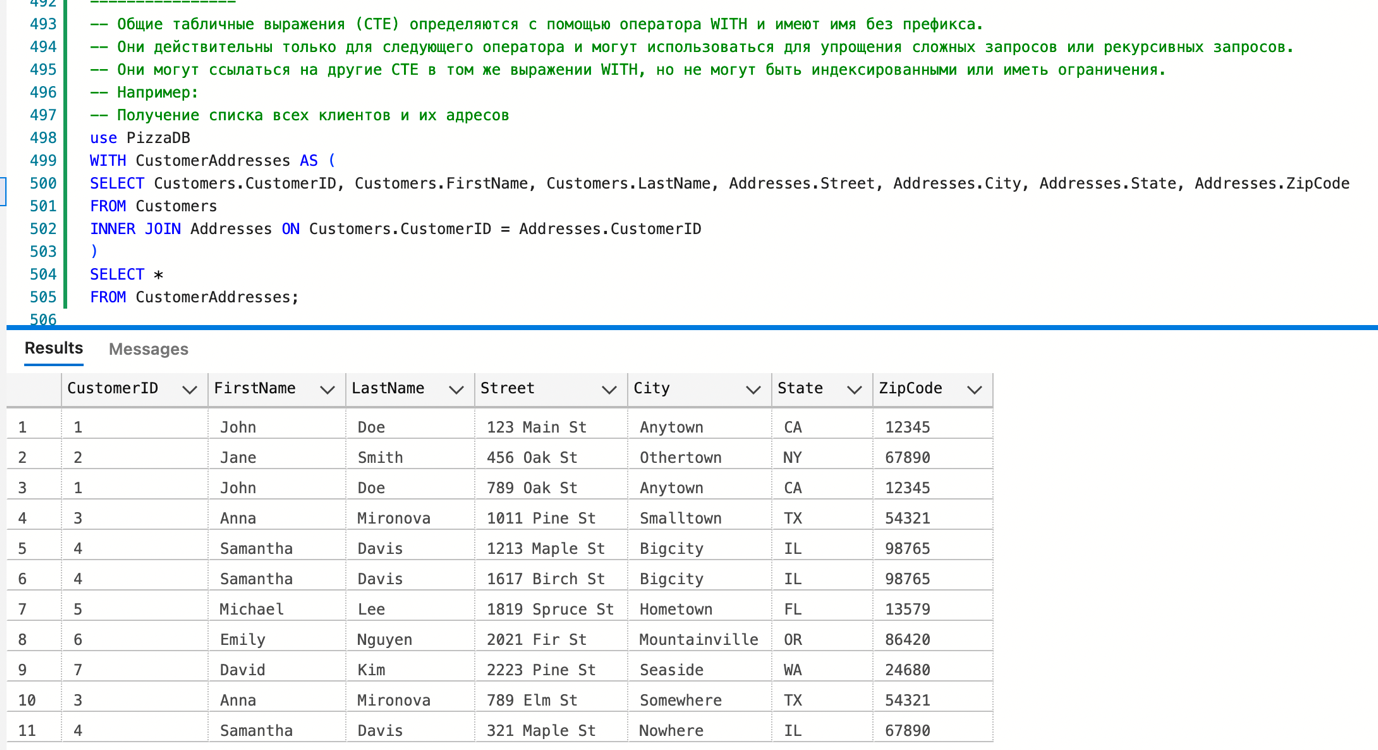 492 ----------------
493 -- Общие табличные выражения (CTE) определяются с помощью оператора WITH и имеют имя без префикса.
494 -- Они действительны только для следующего оператора и могут использоваться для упрощения сложных запросов или рекурсивных запросов.
495 -- Они могут ссылаться на другие CTE в том же выражении WITH, но не могут быть индексированными или иметь ограничения.
496 -- Например:
497 -- Получение списка всех клиентов и их адресов
498 use PizzaDB
499 WITH CustomerAddresses AS (
500 SELECT Customers.CustomerID, Customers.FirstName, Customers.LastName, Addresses.Street, Addresses.City, Addresses.State, Addresses.ZipCode
501 FROM Customers
502 INNER JOIN Addresses ON Customers.CustomerID = Addresses.CustomerID
503 )
504 SELECT *
505 FROM CustomerAddresses;
506
Results Messages
CustomerID FirstName LastName Street City State ZipCode
1 1 John Doe 123 Main St Anytown CA 12345
2 2 Jane Smith 456 Oak St Othertown NY 67890
3 1 John Doe 789 Oak St Anytown CA 12345
4 3 Anna Mironova 1011 Pine St Smalltown TX 54321
5 4 Samantha Davis 1213 Maple St Bigcity IL 98765
6 4 Samantha Davis 1617 Birch St Bigcity IL 98765
7 5 Michael Lee 1819 Spruce St Hometown FL 13579
8 6 Emily Nguyen 2021 Fir St Mountainville OR 86420
9 7 David Kim 2223 Pine St Seaside WA 24680
10 3 Anna Mironova 789 Elm St Somewhere TX 54321
11 4 Samantha Davis 321 Maple St Nowhere IL 67890